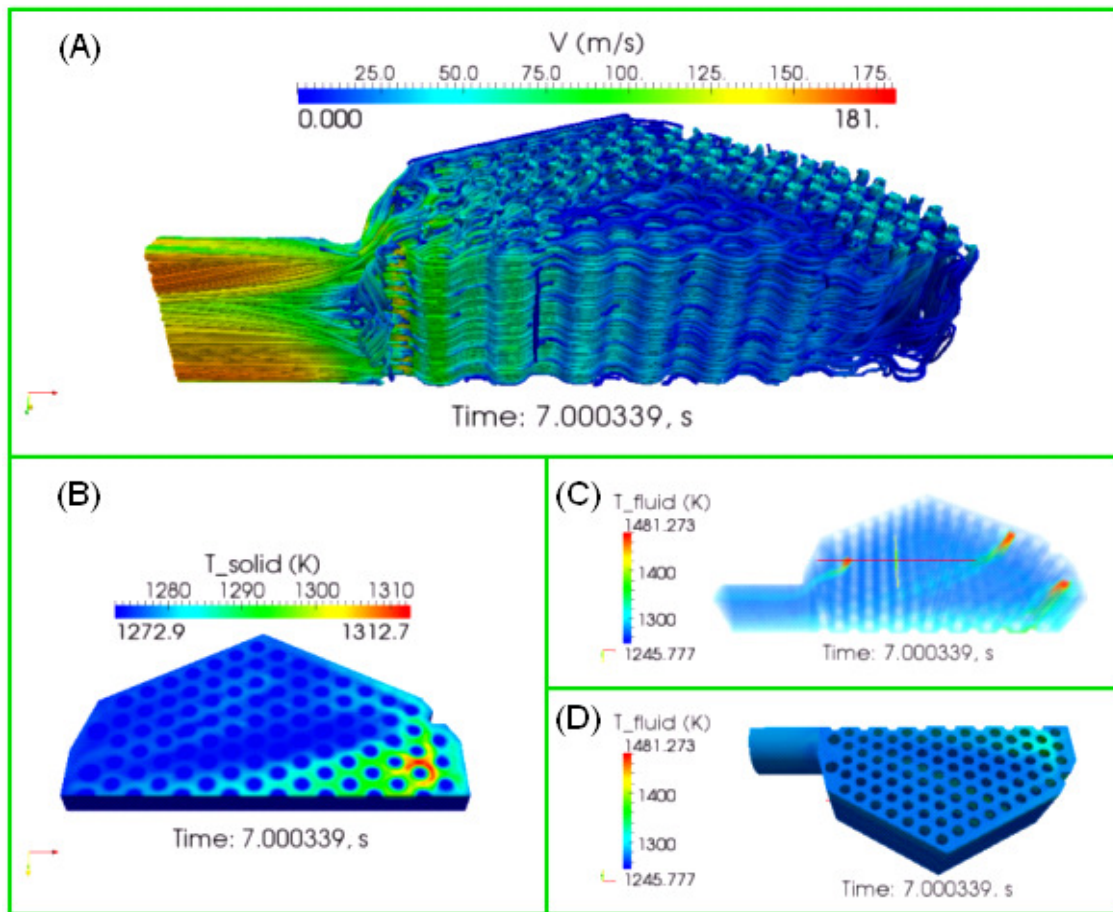 (A)
V (m/s)
25.0 50.0 75.0 100. 125. 150. 175.
0.000 181.
Time: 7.000339, s
(B)
T_solid (K)
1280 1290 1300 1310
1272.9 1312.7
Time: 7.000339, s
(C)
T_fluid (K)
1481.273
1400
1300
1245.777
Time: 7.000339, s
(D)
T_fluid (K)
1481.273
1400
1300
1245.777
Time: 7.000339. s